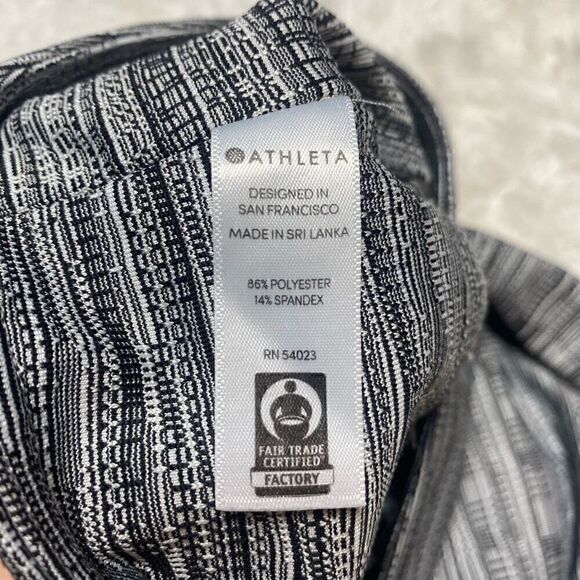 ATHLETA
DESIGNED IN
SAN FRANCISCO
MADE IN SRI LANKA
86% POLYESTER
14% SPANDEX
RN 54023
FAIR TRADE
CERTIFIED
FACTORY